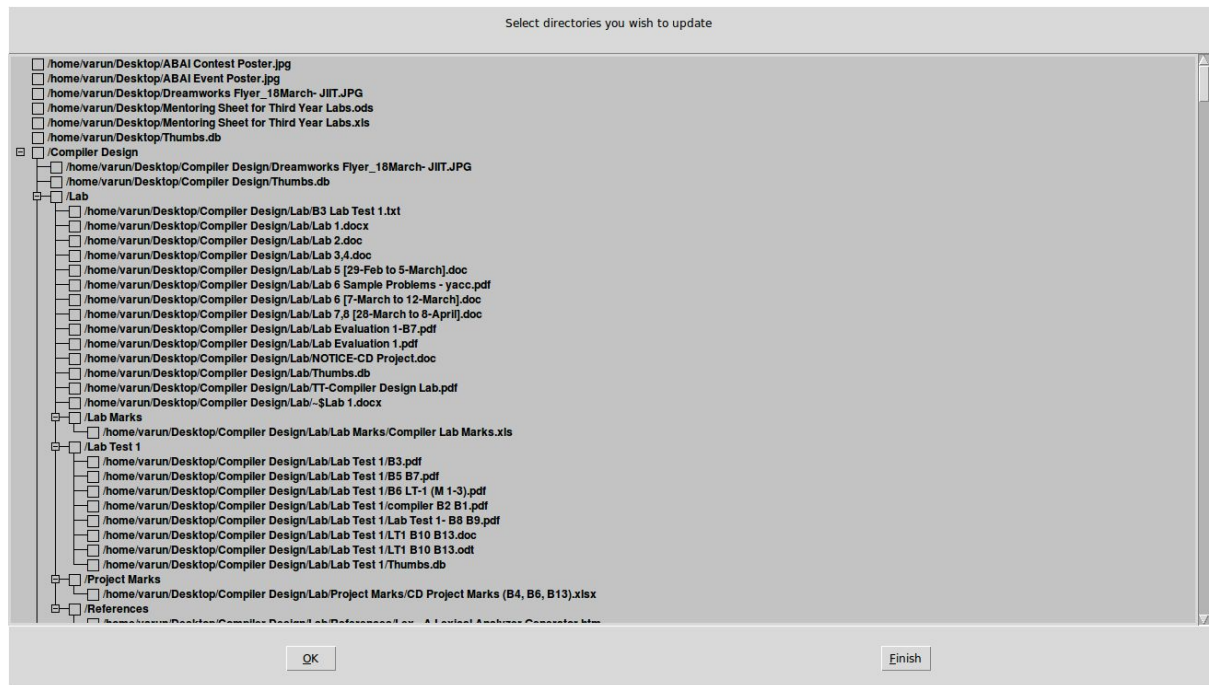 Select directories you wish to update
/home/varun/Desktop/ABAI Contest Poster.jpg
/home/varun/Desktop/ABAI Event Poster.jpg
/home/varun/Desktop/Dreamworks Flyer_18March- JIIT.JPG
/home/varun/Desktop/Mentoring Sheet for Third Year Labs.ods
/home/varun/Desktop/Mentoring Sheet for Third Year Labs.xls
/home/varun/Desktop/Thumbs.db
/Compiler Design
/home/varun/Desktop/Compiler Design/Dreamworks Flyer_18March- JIIT.JPG
/home/varun/Desktop/Compiler Design/Thumbs.db
/Lab
/home/varun/Desktop/Compiler Design/Lab/B3 Lab Test 1.txt
/home/varun/Desktop/Compiler Design/Lab/Lab 1.docx
/home/varun/Desktop/Compiler Design/Lab/Lab 2.doc
/home/varun/Desktop/Compiler Design/Lab/Lab 3,4.doc
/home/varun/Desktop/Compiler Design/Lab/Lab 5 [29-Feb to 5-March].doc
/home/varun/Desktop/Compiler Design/Lab/Lab 6 Sample Problems - yacc.pdf
/home/varun/Desktop/Compiler Design/Lab/Lab 6 [7-March to 12-March].doc
/home/varun/Desktop/Compiler Design/Lab/Lab 7,8 [28-March to 8-April].doc
/home/varun/Desktop/Compiler Design/Lab/Lab Evaluation 1-B7.pdf
/home/varun/Desktop/Compiler Design/Lab/Lab Evaluation 1.pdf
/home/varun/Desktop/Compiler Design/Lab/NOTICE-CD Project.doc
/home/varun/Desktop/Compiler Design/Lab/Thumbs.db
/home/varun/Desktop/Compiler Design/Lab/TT-Compiler Design Lab.pdf
/home/varun/Desktop/Compiler Design/Lab/~$Lab 1.docx
/Lab Marks
/home/varun/Desktop/Compiler Design/Lab/Lab Marks/Compiler Lab Marks.xls
/Lab Test 1
/home/varun/Desktop/Compiler Design/Lab/Lab Test 1/B3.pdf
/home/varun/Desktop/Compiler Design/Lab/Lab Test 1/B5 B7.pdf
/home/varun/Desktop/Compiler Design/Lab/Lab Test 1/B6 LT-1 (M 1-3).pdf
/home/varun/Desktop/Compiler Design/Lab/Lab Test 1/compiler B2 B1.pdf
/home/varun/Desktop/Compiler Design/Lab/Lab Test 1/Lab Test 1- B8 B9.pdf
/home/varun/Desktop/Compiler Design/Lab/Lab Test 1/LT1 B10 B13.doc
/home/varun/Desktop/Compiler Design/Lab/Lab Test 1/LT1 B10 B13.odt
/home/varun/Desktop/Compiler Design/Lab/Lab Test 1/Thumbs.db
/Project Marks
/home/varun/Desktop/Compiler Design/Lab/Project Marks/CD Project Marks (B4, B6, B13).xlsx
/References
/home/varun/Desktop/Compiler Design/Lab/References/Lex - A Lexical Analyzer Generator.htm
OK
Finish